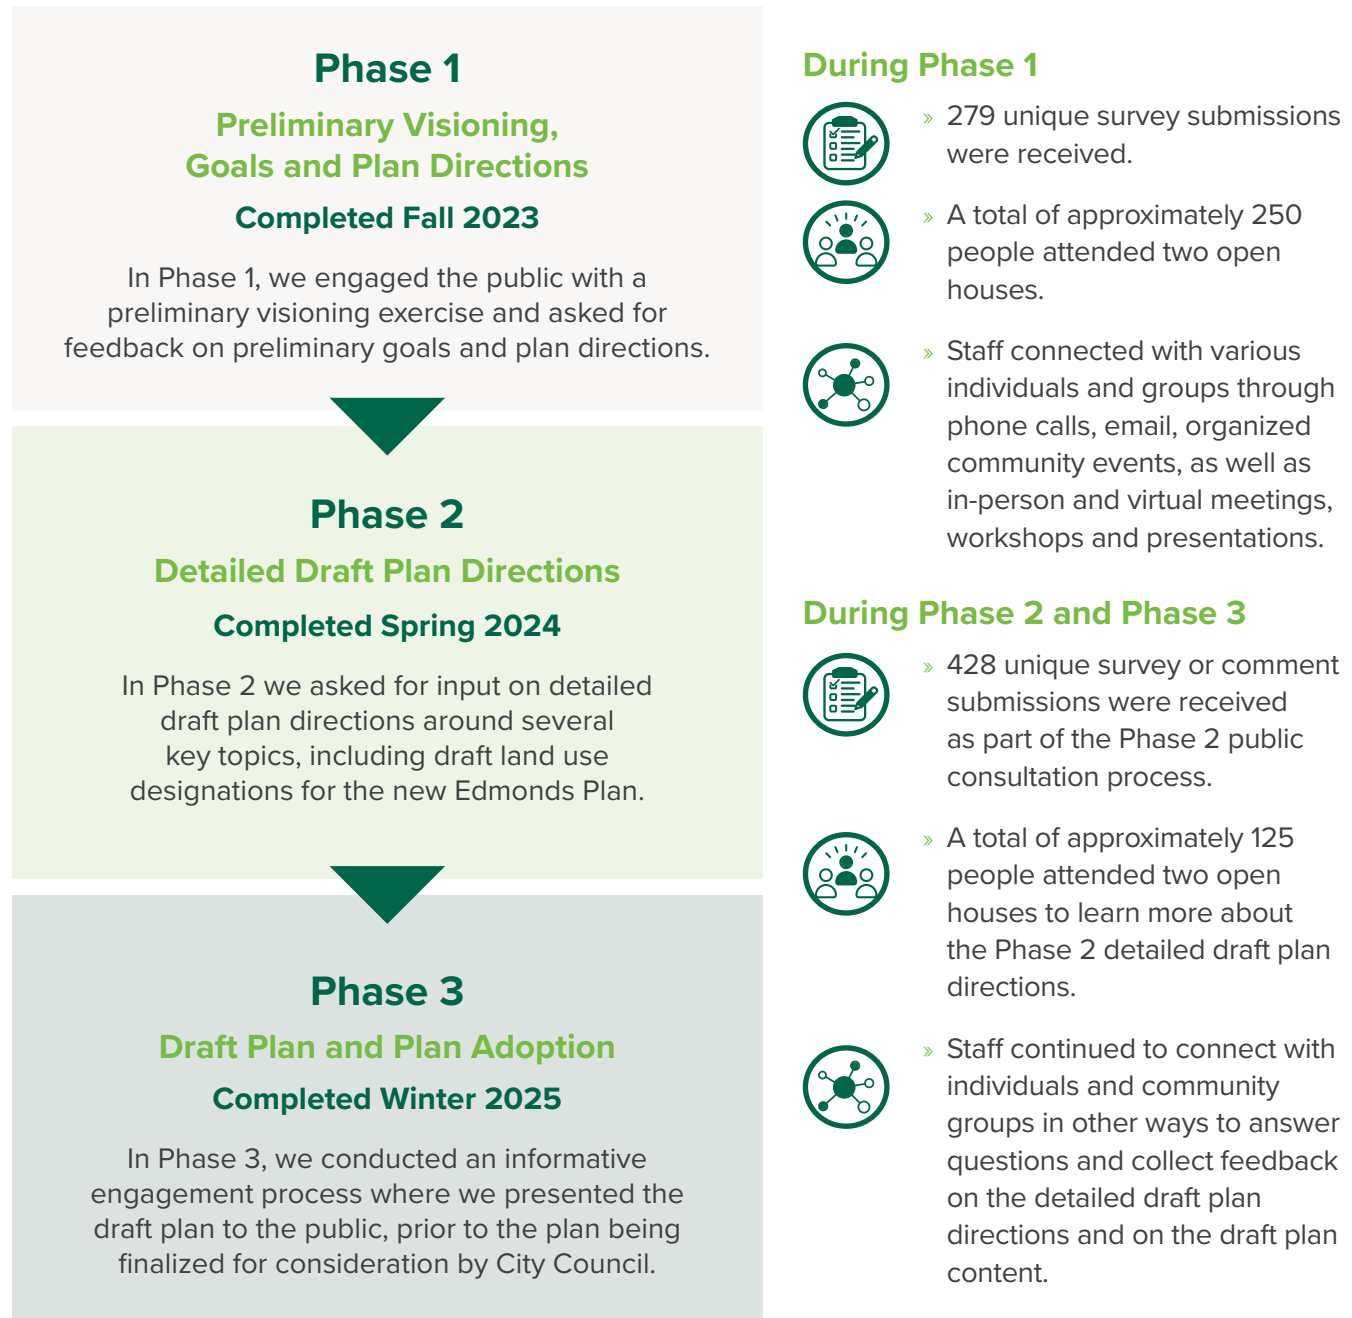 Phase 1
Preliminary Visioning,
Goals and Plan Directions
Completed Fall 2023
In Phase 1, we engaged the public with a
preliminary visioning exercise and asked for
feedback on preliminary goals and plan directions.
Phase 2
Detailed Draft Plan Directions
Completed Spring 2024
In Phase 2 we asked for input on detailed
draft plan directions around several
key topics, including draft land use
designations for the new Edmonds Plan.
Phase 3
Draft Plan and Plan Adoption
Completed Winter 2025
In Phase 3, we conducted an informative
engagement process where we presented the
draft plan to the public, prior to the plan being
finalized for consideration by City Council.
During Phase 1
» 279 unique survey submissions
were received.
» A total of approximately 250
people attended two open
houses.
» Staff connected with various
individuals and groups through
phone calls, email, organized
community events, as well as
in-person and virtual meetings,
workshops and presentations.
During Phase 2 and Phase 3
» 428 unique survey or comment
submissions were received
as part of the Phase 2 public
consultation process.
» A total of approximately 125
people attended two open
houses to learn more about
the Phase 2 detailed draft plan
directions.
» Staff continued to connect with
individuals and community
groups in other ways to answer
questions and collect feedback
on the detailed draft plan
directions and on the draft plan
content.